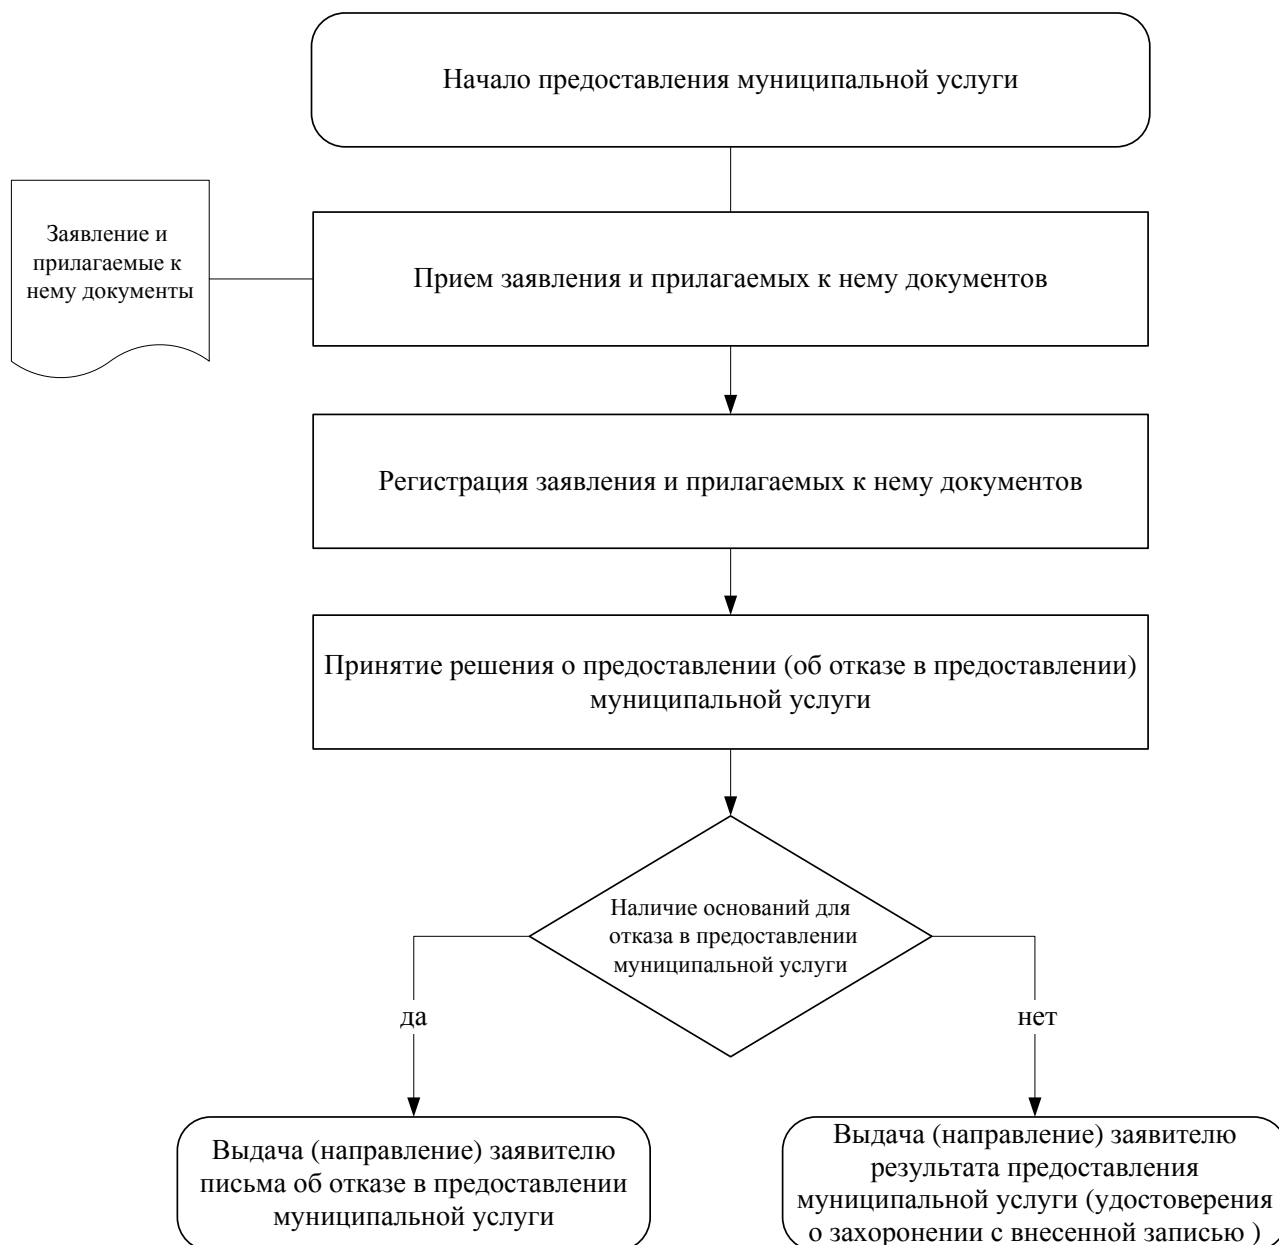 Начало предоставления муниципальной услуги
Заявление и
прилагаемые к
нему документы
Прием заявления и прилагаемых к нему документов
Регистрация заявления и прилагаемых к нему документов
Принятие решения о предоставлении (об отказе в предоставлении)
муниципальной услуги
Наличие оснований для
отказа в предоставлении
муниципальной услуги
да
нет
Выдача (направление) заявителю
письма об отказе в предоставлении
муниципальной услуги
Выдача (направление) заявителю
результата предоставления
муниципальной услуги (удостоверения
о захоронении с внесенной записью )